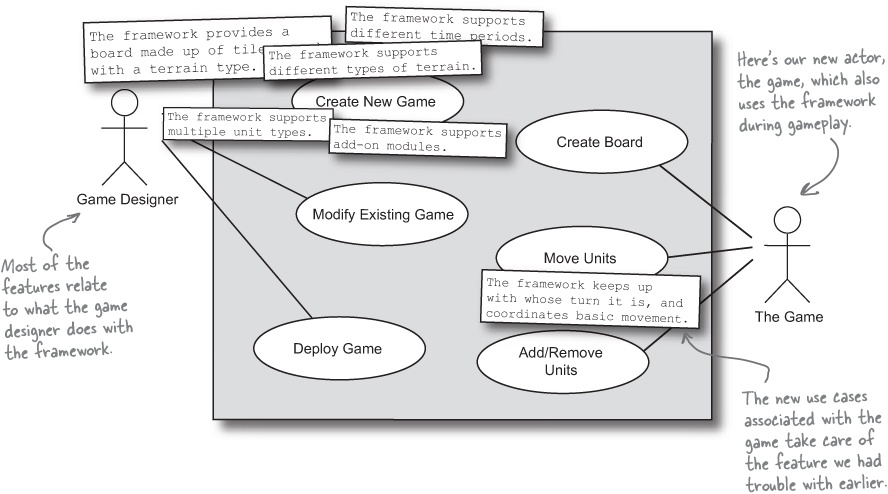 The framework provides a
board made up of tile
with a terrain type.
The framework supports
different time periods.
The framework supports
different types of terrain.
Create New Game
The framework supports
multiple unit types.
The framework supports
add-on modules.
Game Designer
Most of the
features relate
to what the game
designer does with
the framework.
Modify Existing Game
Deploy Game
Create Board
Move Units
The framework keeps up
with whose turn it is, and
coordinates basic movement.
Add/Remove
Units
Here's our new actor,
the game, which also
uses the framework
during gameplay.
The Game
The new use cases
associated with the
game take care of
the feature we had
trouble with earlier.